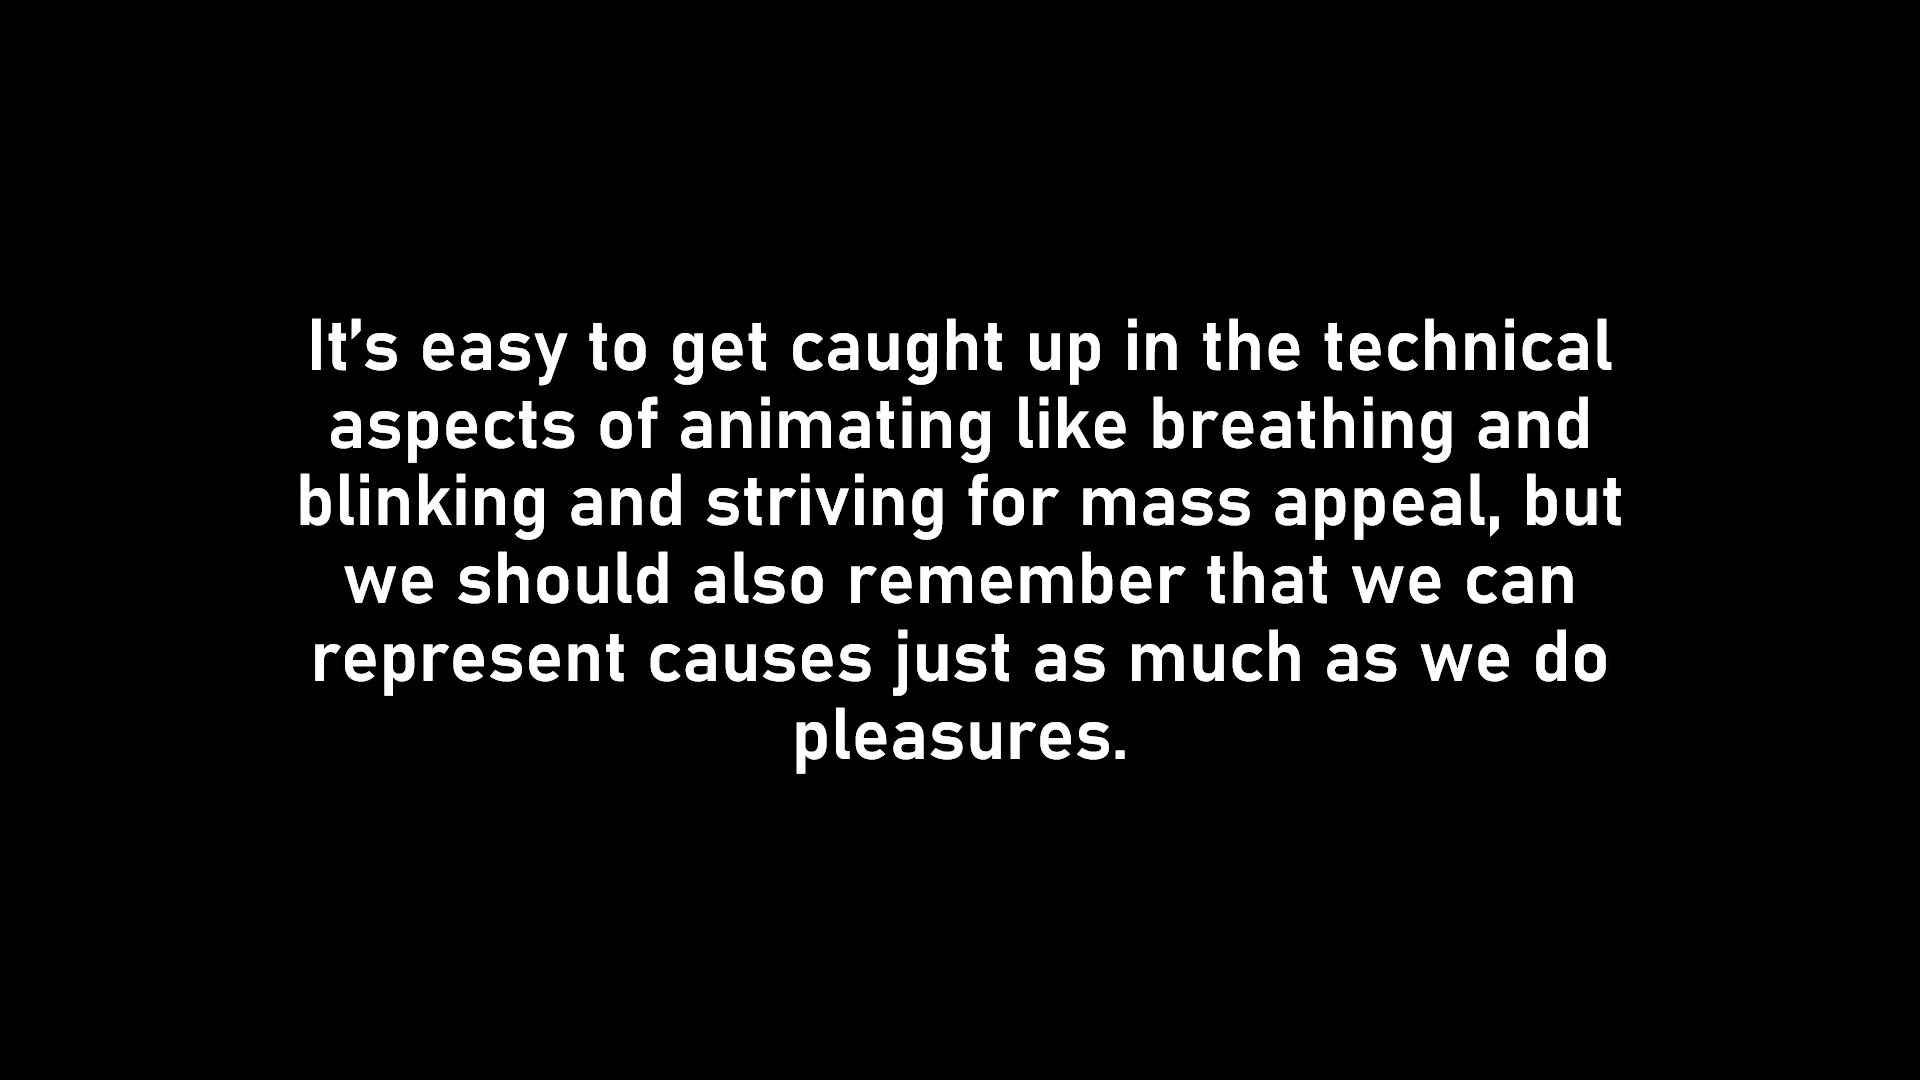 It’s easy to get caught up in the technical
aspects of animating like breathing and
blinking and striving for mass appeal, but
we should also remember that we can
represent causes just as much as we do
pleasures.